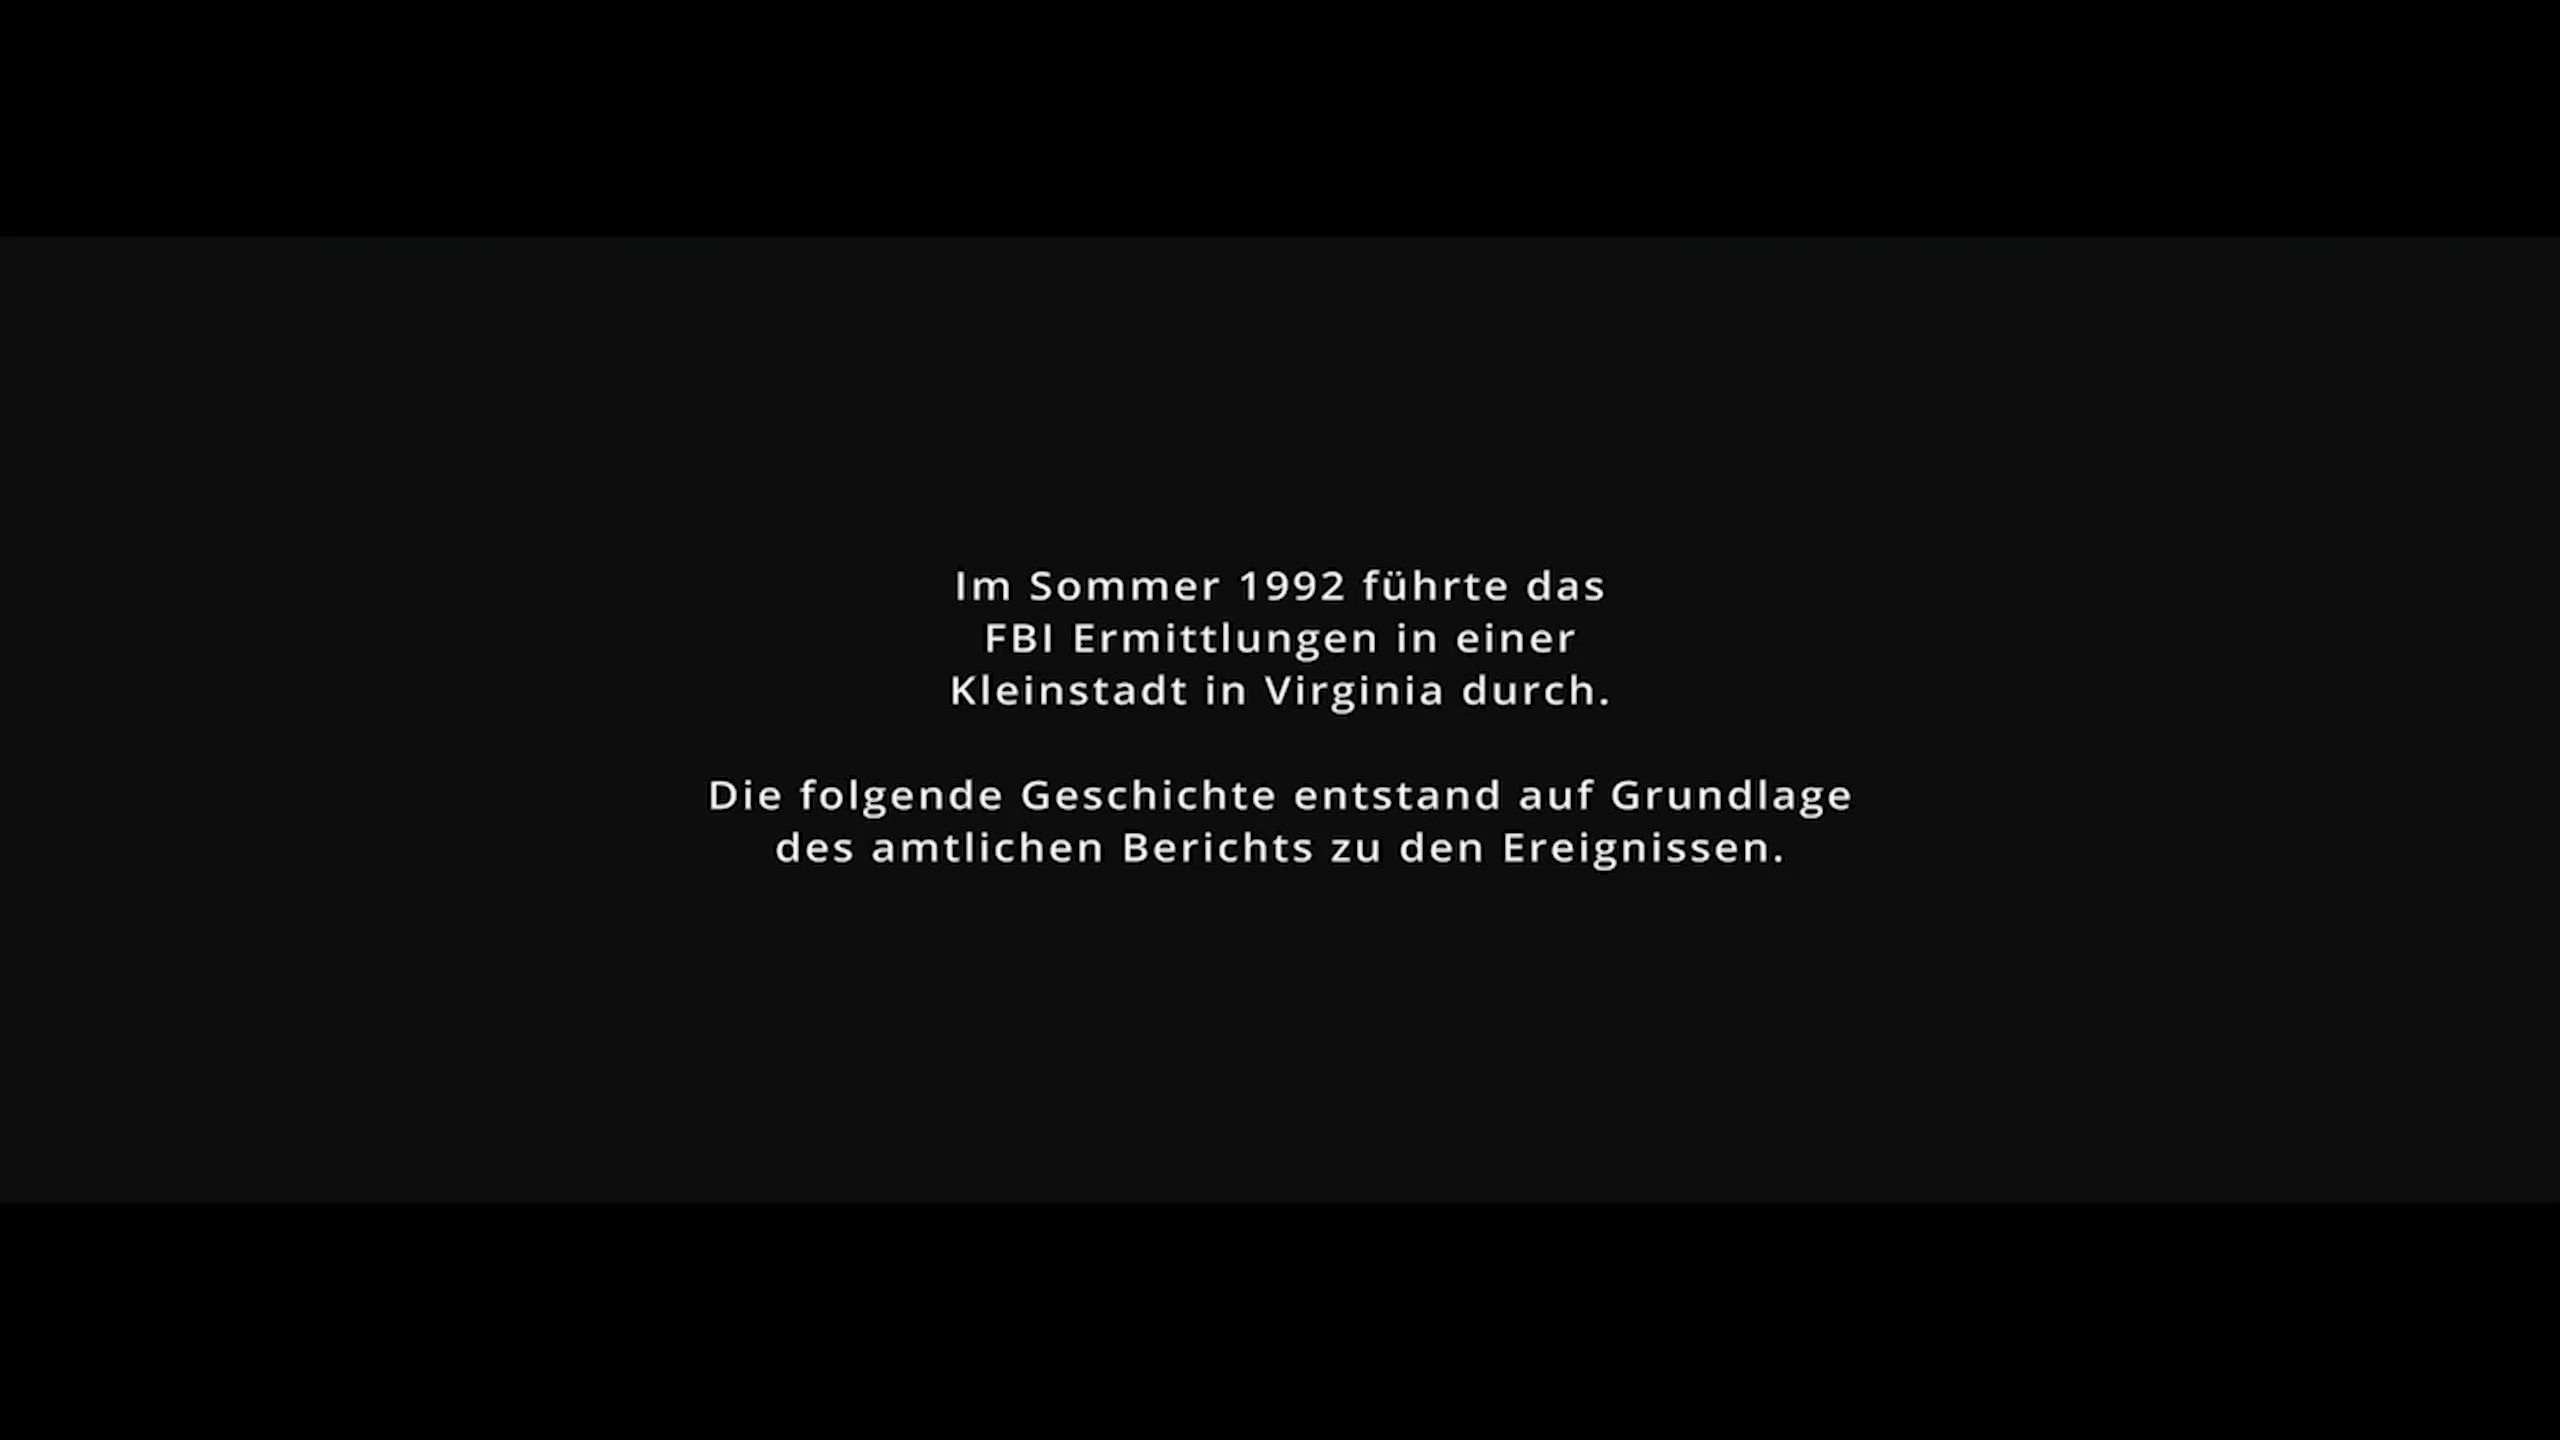 Im Sommer 1992 führte das
FBI Ermittlungen in einer
Kleinstadt in Virginia durch.
Die folgende Geschichte entstand auf Grundlage
des amtlichen Berichts zu den Ereignissen.